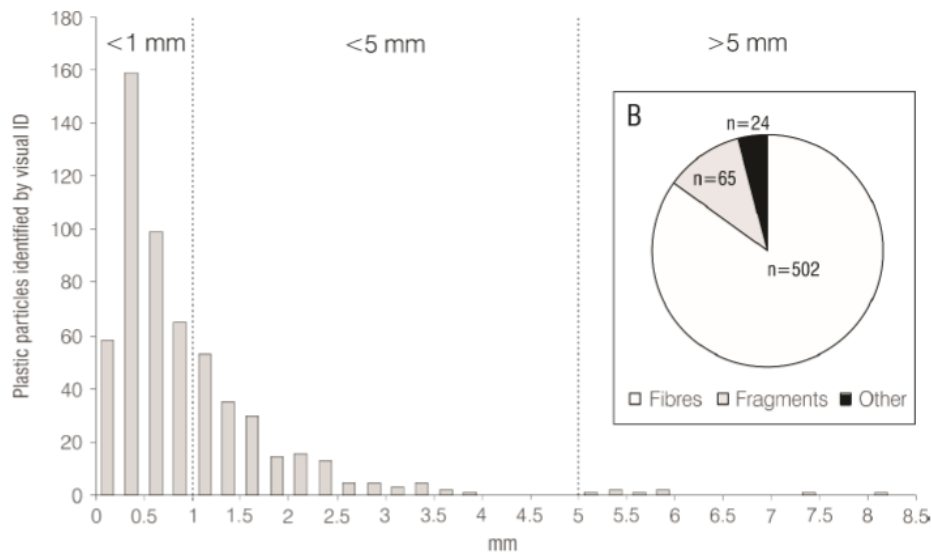 180
160
140
120
100
80
60
40
20
0
Plastic particles identified by visual ID
<1 mm
<5 mm
>5 mm
B
n=24
n=65
n=502
Fibres Fragments Other
0 0.5 1 1.5 2 2.5 3 3.5 4 4.5 5 5.5 6 6.5 7 7.5 8 8.5
mm